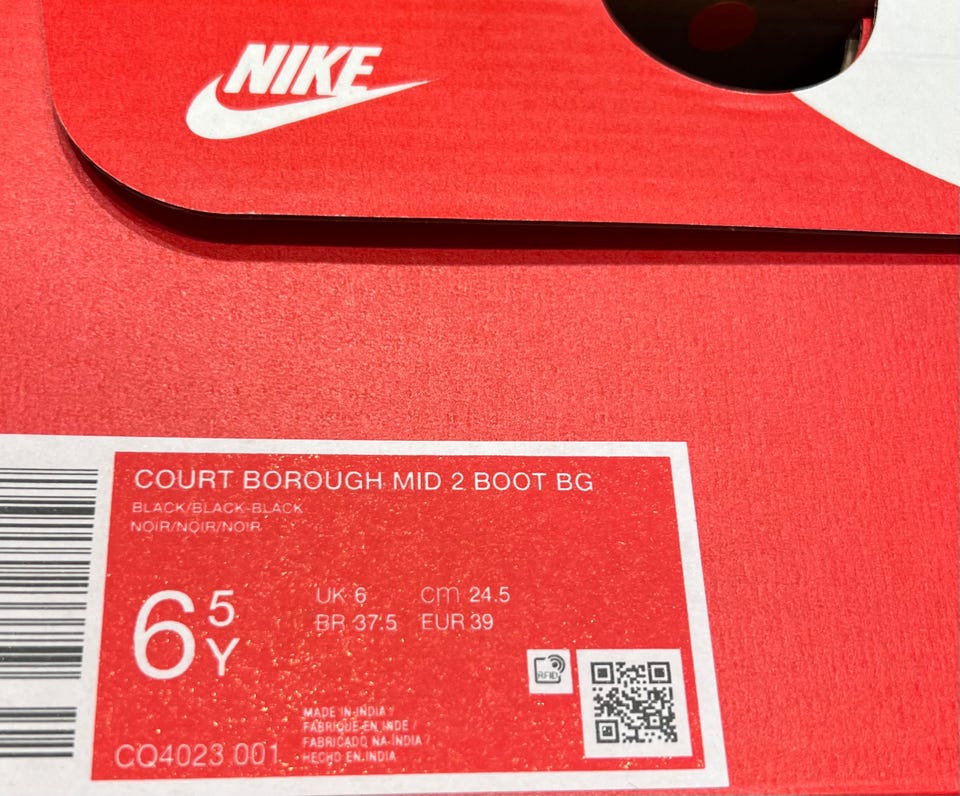 NIKE
COURT BOROUGH MID 2 BOOT BG
BLACK/BLACK-BLACK
NOIR/NOIR/NOIR
6 5 Y
UK 6 cm 24.5
BR 37.5 EUR 39
RFID
MADE IN INDIA
FABRIQUE EN INDE
FABRICADO NA INDIA
HECHO EN INDIA
CQ4023 001